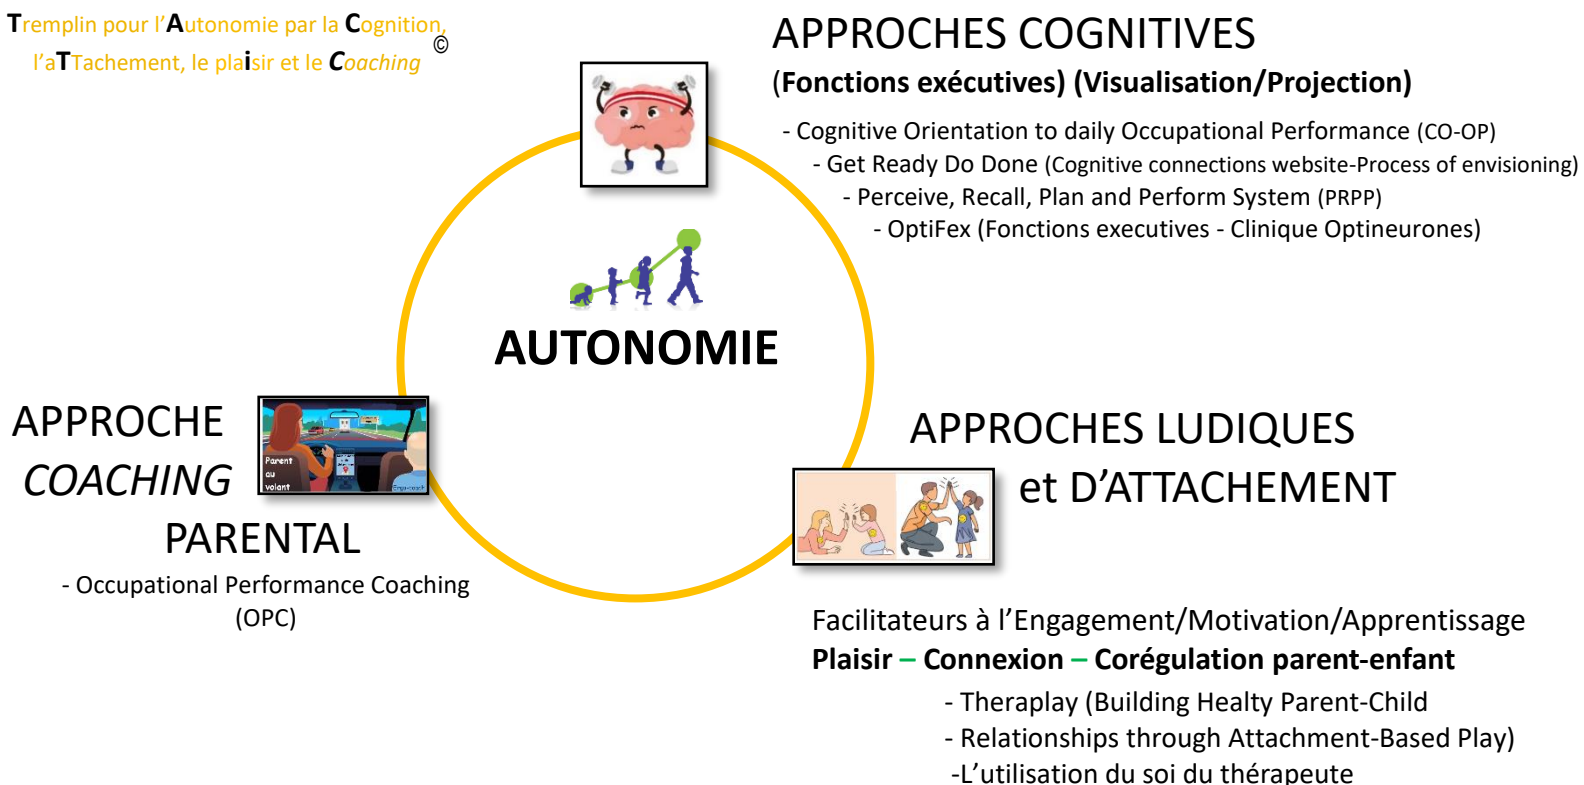 Tremplin pour l'Autonomie par la Cognition,
l'aTTachement, le plaisir et le Coaching ©
APPROCHES COGNITIVES
(Fonctions exécutives) (Visualisation/Projection)
- Cognitive Orientation to daily Occupational Performance (CO-OP)
- Get Ready Do Done (Cognitive connections website-Process of envisioning)
- Perceive, Recall, Plan and Perform System (PRPP)
- OptiFex (Fonctions executives - Clinique Optineurones)
AUTONOMIE
APPROCHE
COACHING
PARENTAL
Parent
au
volant
- Occupational Performance Coaching
(OPC)
APPROCHES LUDIQUES
et D'ATTACHEMENT
Facilitateurs à l'Engagement/Motivation/Apprentissage
Plaisir – Connexion – Corégulation parent-enfant
- Theraplay (Building Healty Parent-Child
- Relationships through Attachment-Based Play)
-L'utilisation du soi du thérapeute